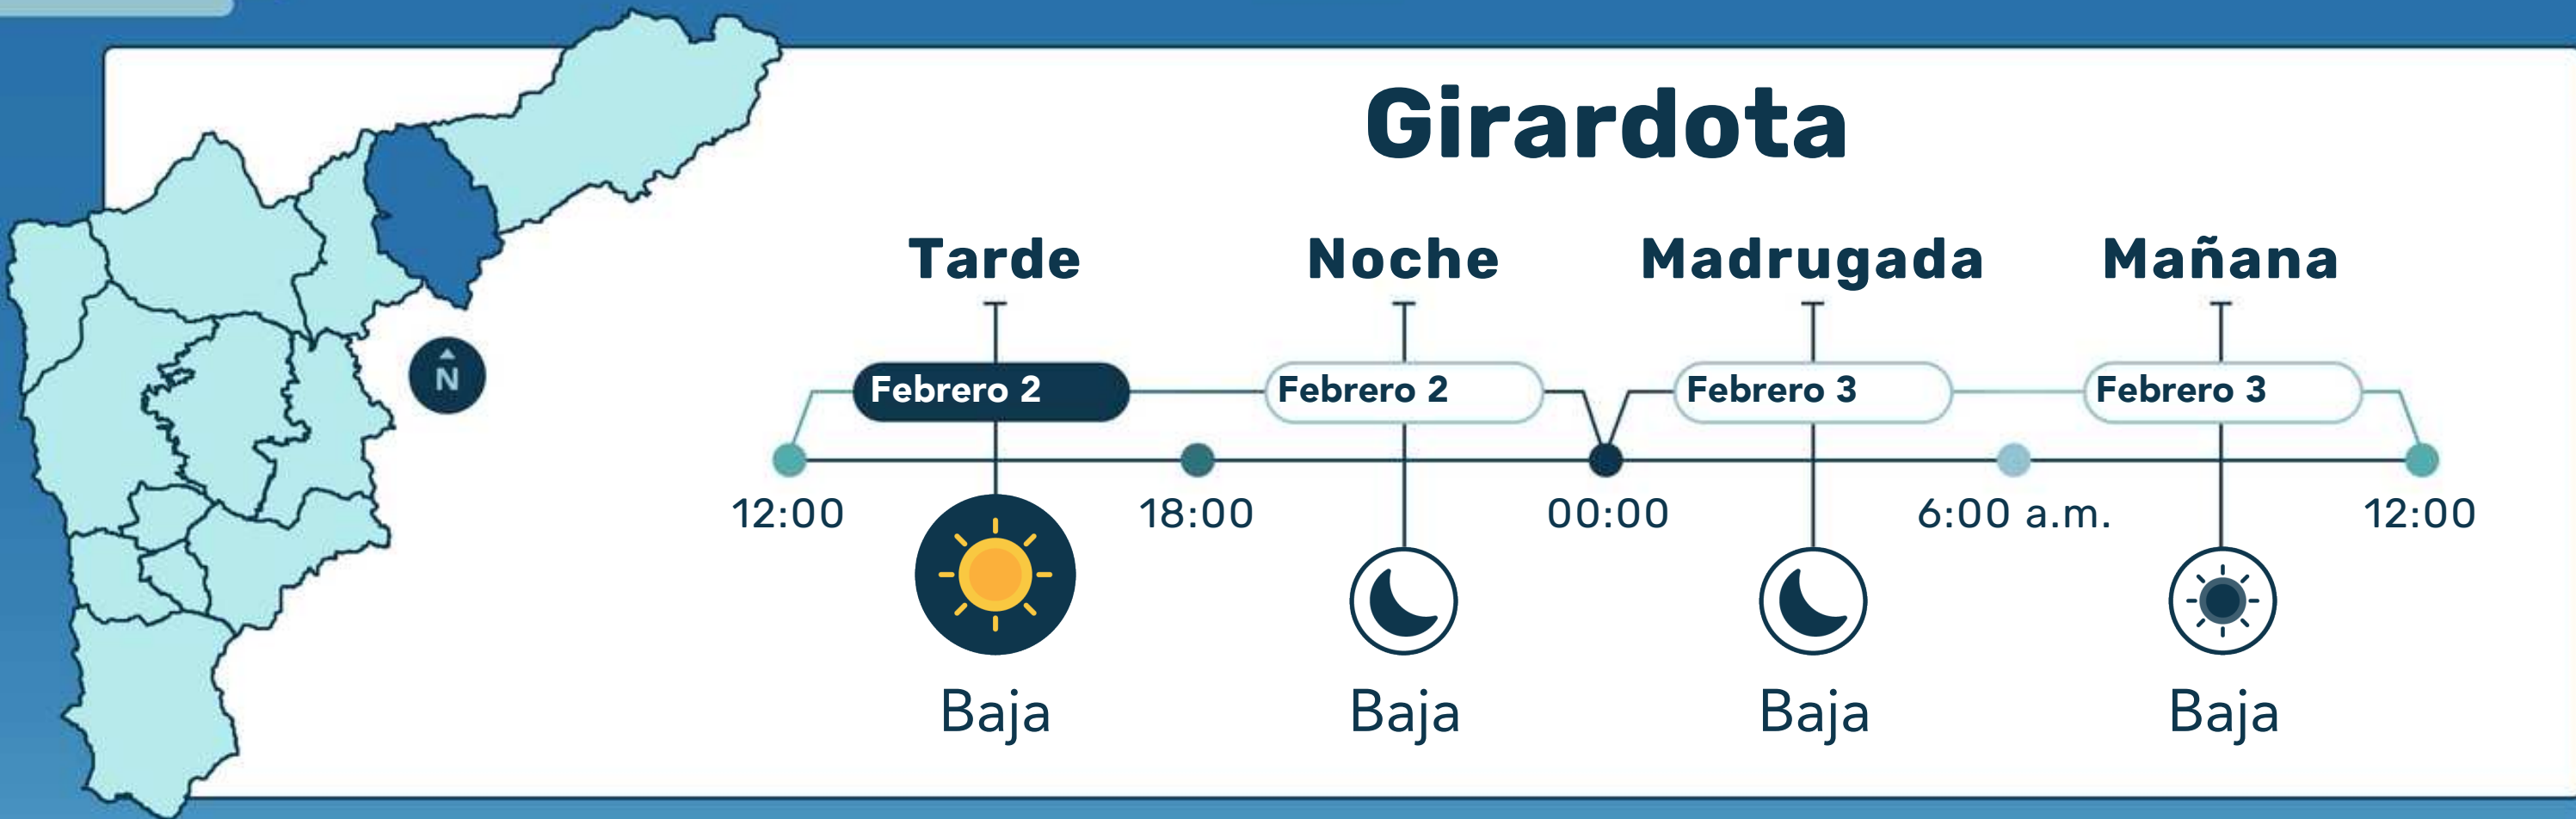 Girardota
Tarde Noche Madrugada Mañana
N
Febrero 2 Febrero 2 Febrero 3 Febrero 3
12:00 18:00 00:00 6:00 a.m. 12:00
Baja Baja Baja Baja